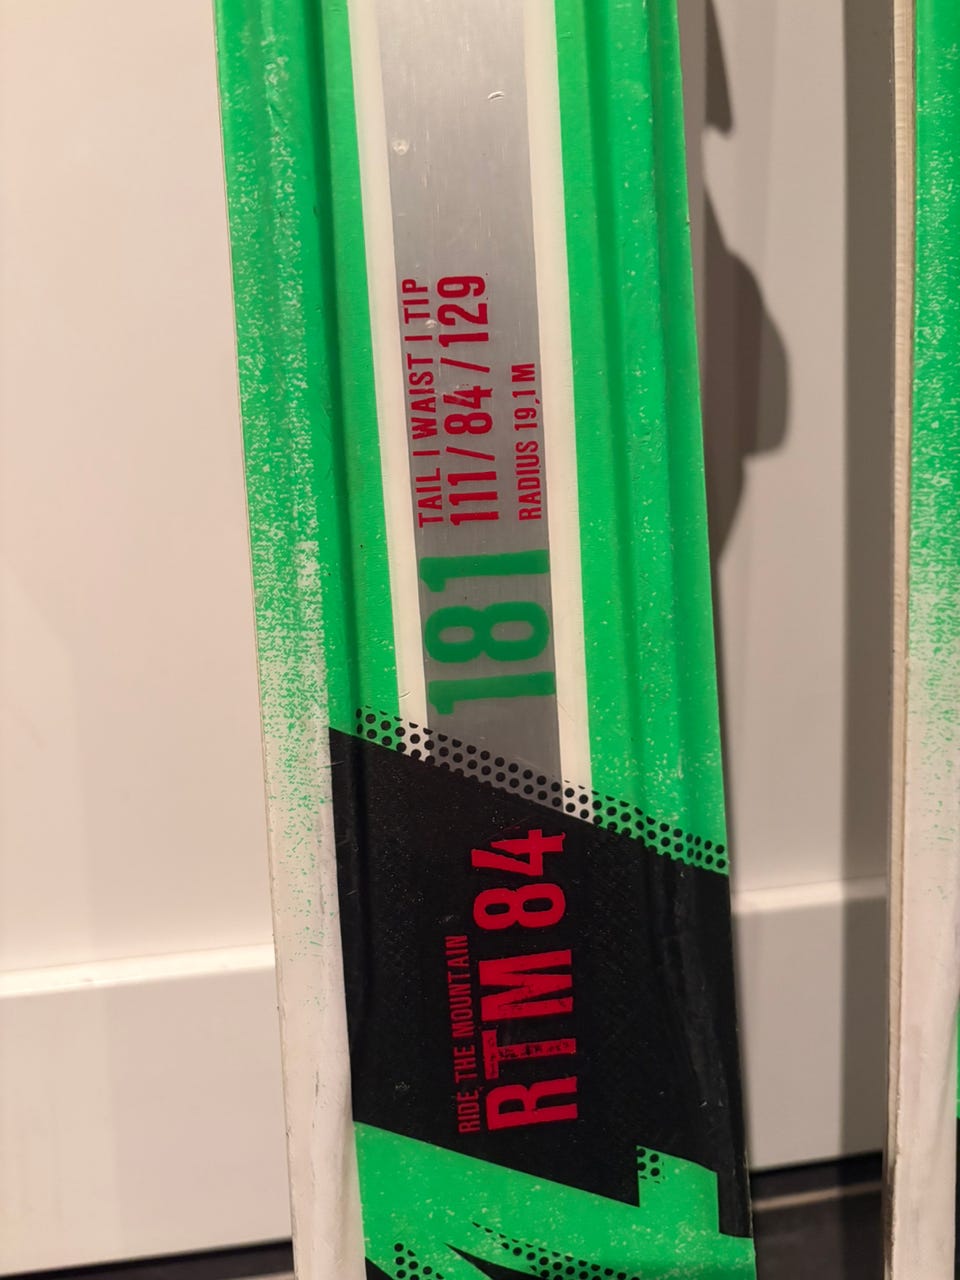 TAIL | WAIST | TIP
111 / 84 / 129
RADIUS 19,1 M
181
RIDE THE MOUNTAIN
RTM 84